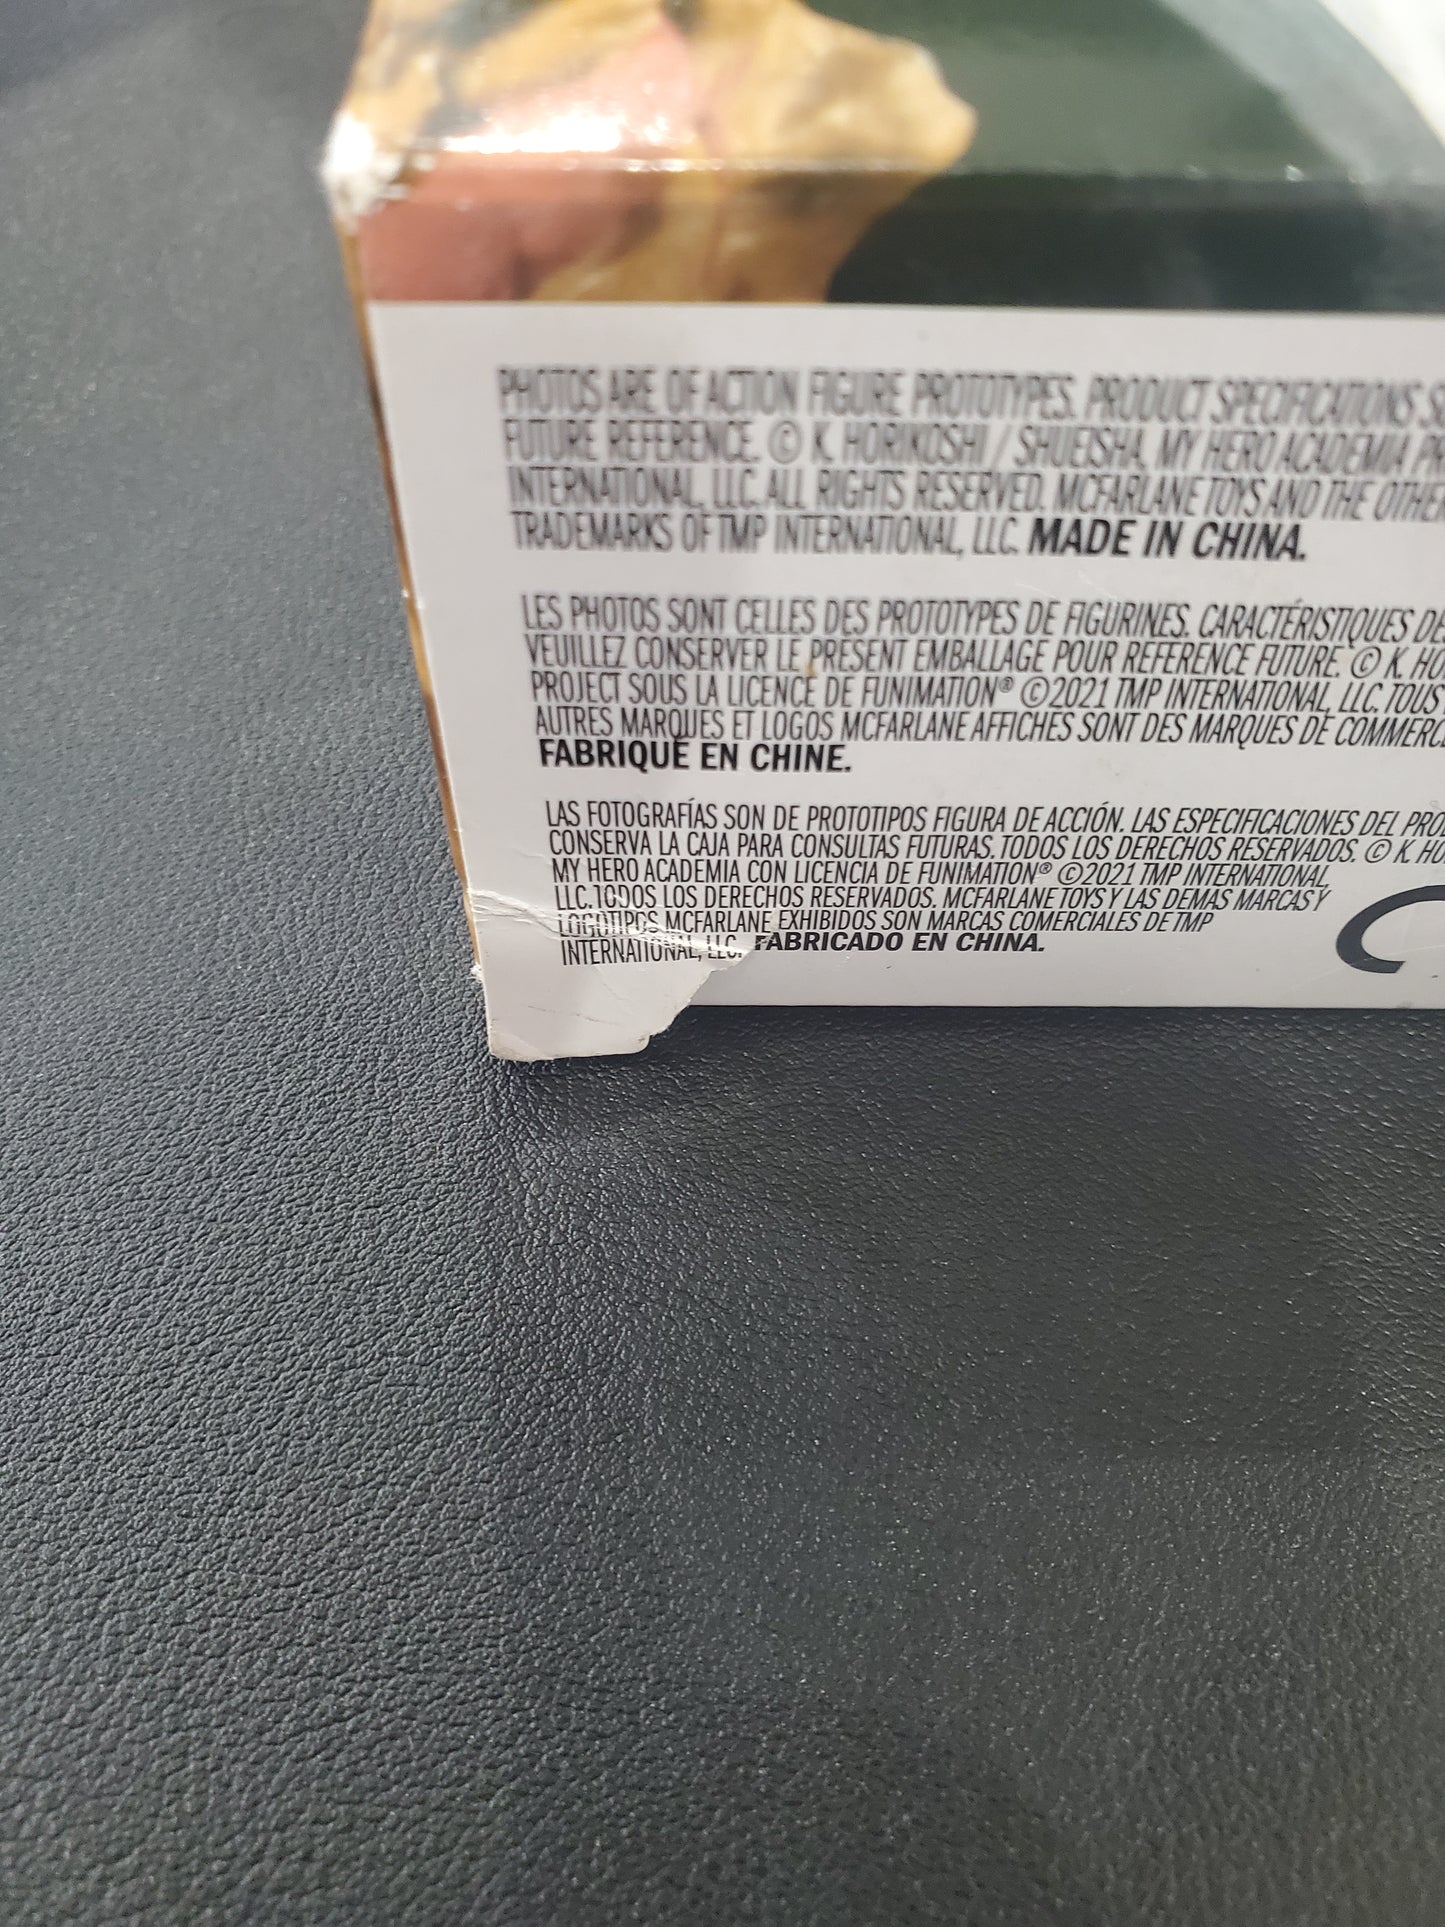 PHOTOS ARE OF ACTION FIGURE PROTOTYPES. PRODUCT SPECIFICATIONS
FUTURE REFERENCE. © K. HORIKOSHI / SHUEISHA, MY HERO ACADEMIA PR
INTERNATIONAL, LLC. ALL RIGHTS RESERVED. MCFARLANE TOYS AND THE OTHER
TRADEMARKS OF TMP INTERNATIONAL, LLC. MADE IN CHINA.
LES PHOTOS SONT CELLES DES PROTOTYPES DE FIGURINES. CARACTÉRISTIQUES DE
VEUILLEZ CONSERVER LE PRESENT EMBALLAGE POUR REFERENCE FUTURE. © K. HO
PROJECT SOUS LA LICENCE DE FUNIMATION® ©2021 TMP INTERNATIONAL, LLC. TOUS
AUTRES MARQUES ET LOGOS MCFARLANE AFFICHES SONT DES MARQUES DE COMMERC
FABRIQUÉ EN CHINE.
LAS FOTOGRAFÍAS SON DE PROTOTIPOS FIGURA DE ACCIÓN. LAS ESPECIFICACIONES DEL PRO
CONSERVA LA CAJA PARA CONSULTAS FUTURAS. TODOS LOS DERECHOS RESERVADOS. © K. HO
MY HERO ACADEMIA CON LICENCIA DE FUNIMATION® ©2021 TMP INTERNATIONAL,
LLC. TODOS LOS DERECHOS RESERVADOS. MCFARLANE TOYS Y LAS DEMAS MARCAS Y
LOGOTIPOS MCFARLANE EXHIBIDOS SON MARCAS COMERCIALES DE TMP
INTERNATIONAL, LLC. FABRICADO EN CHINA.